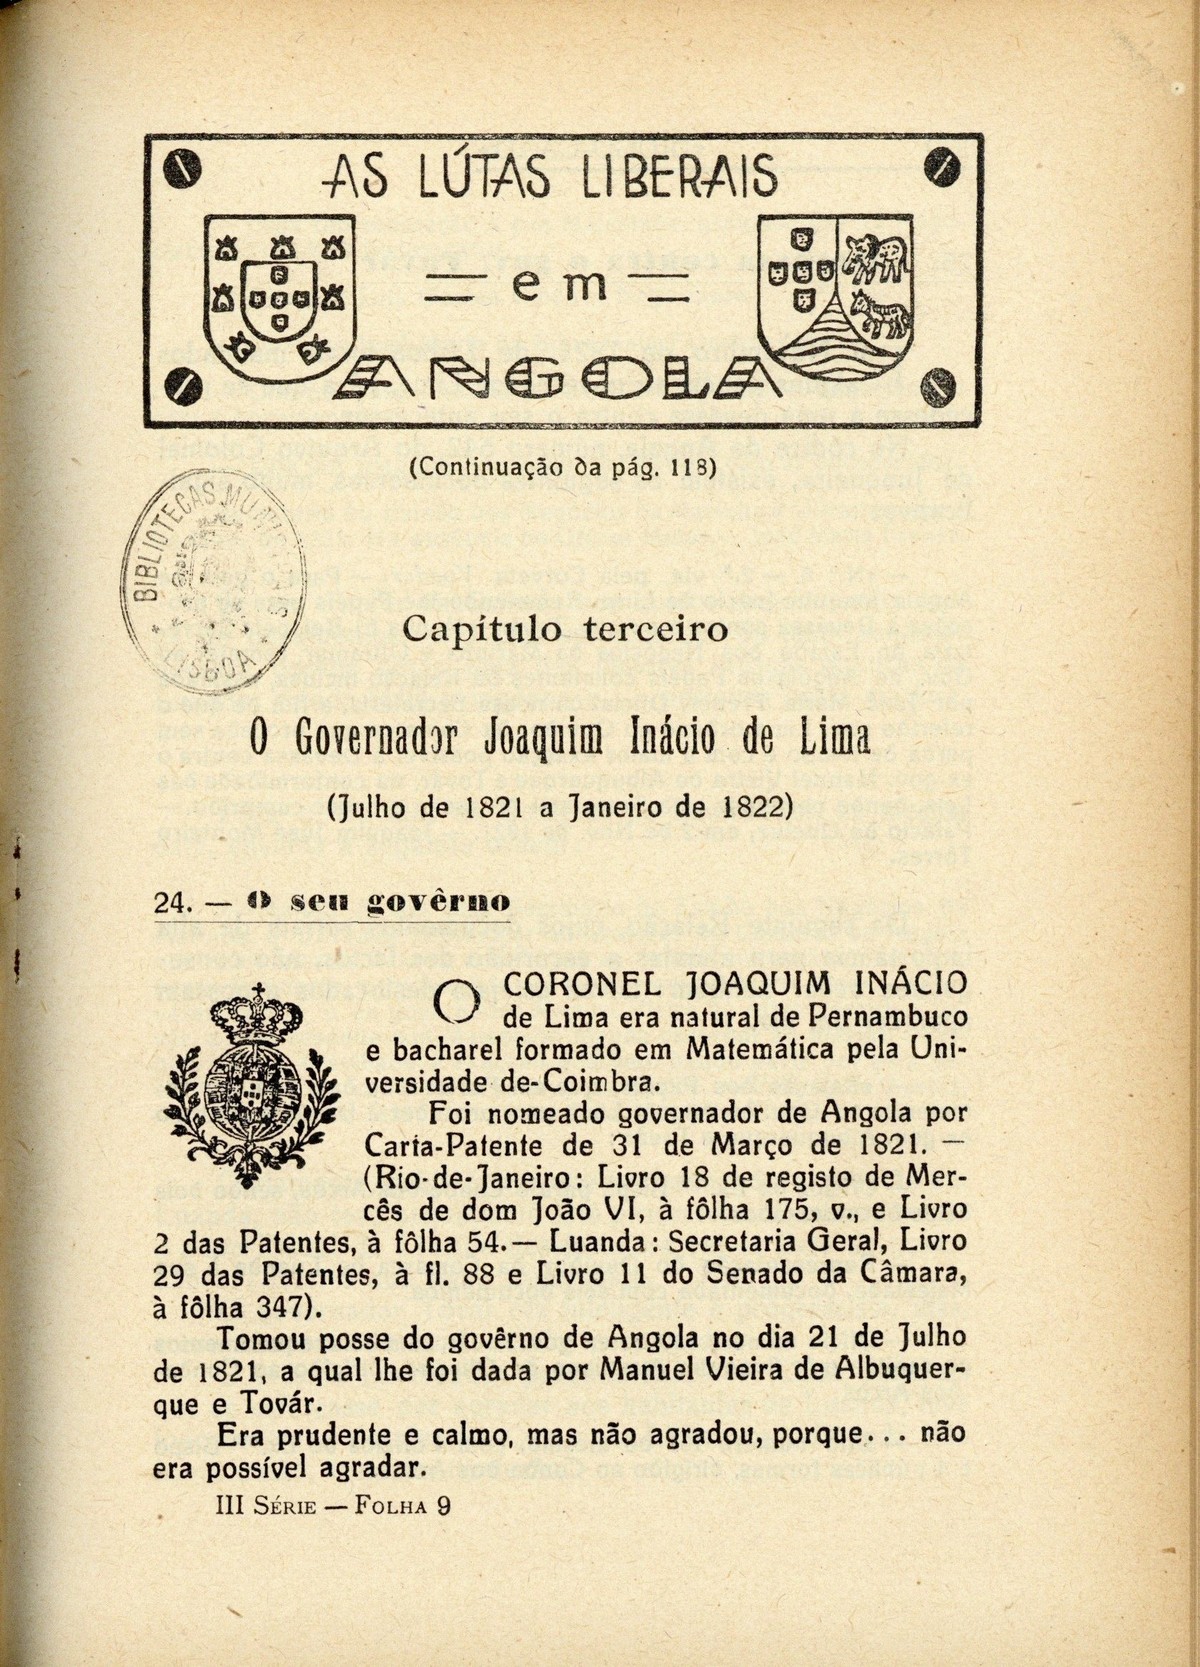 AS LÚTAS LIBERAIS
em
ANGOLA
(Continuação da pág. 118)
BIBLIOTECAS
LISBOA
Capítulo terceiro
O Governador Joaquim Inácio de Lima
(Julho de 1821 a Janeiro de 1822)
24. — O seu govêrno
O CORONEL JOAQUIM INÁCIO
de Lima era natural de Pernambuco
e bacharel formado em Matemática pela Uni-
versidade de-Coimbra.
Foi nomeado governador de Angola por
Carta-Patente de 31 de Março de 1821. —
(Rio-de-Janeiro: Livro 18 de registo de Mer-
cês de dom João VI, à fôlha 175, v., e Livro
2 das Patentes, à fôlha 54. — Luanda: Secretaria Geral, Livro
29 das Patentes, à fl. 88 e Livro 11 do Senado da Câmara,
à fôlha 347).
Tomou posse do govêrno de Angola no dia 21 de Julho
de 1821, a qual lhe foi dada por Manuel Vieira de Albuquer-
que e Továr.
Era prudente e calmo, mas não agradou, porque... não
era possível agradar.
III SÉRIE — FOLHA 9